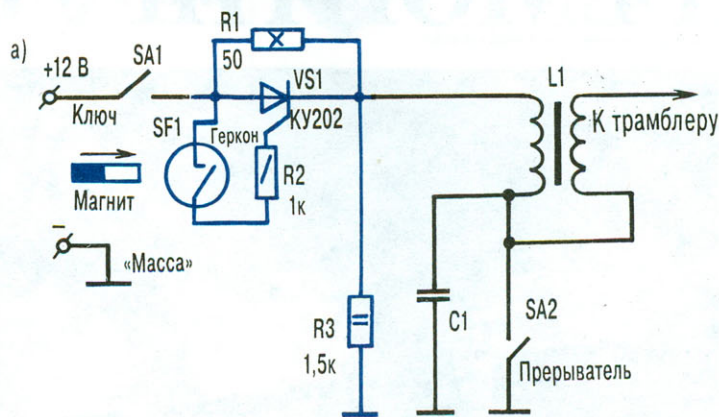 а)
+12 В
SA1
Ключ
R1
50
VS1
КУ202
SF1
Геркон
R2
1к
Магнит
–
«Масса»
R3
1,5к
L1
К трамблеру
C1
SA2
Прерыватель